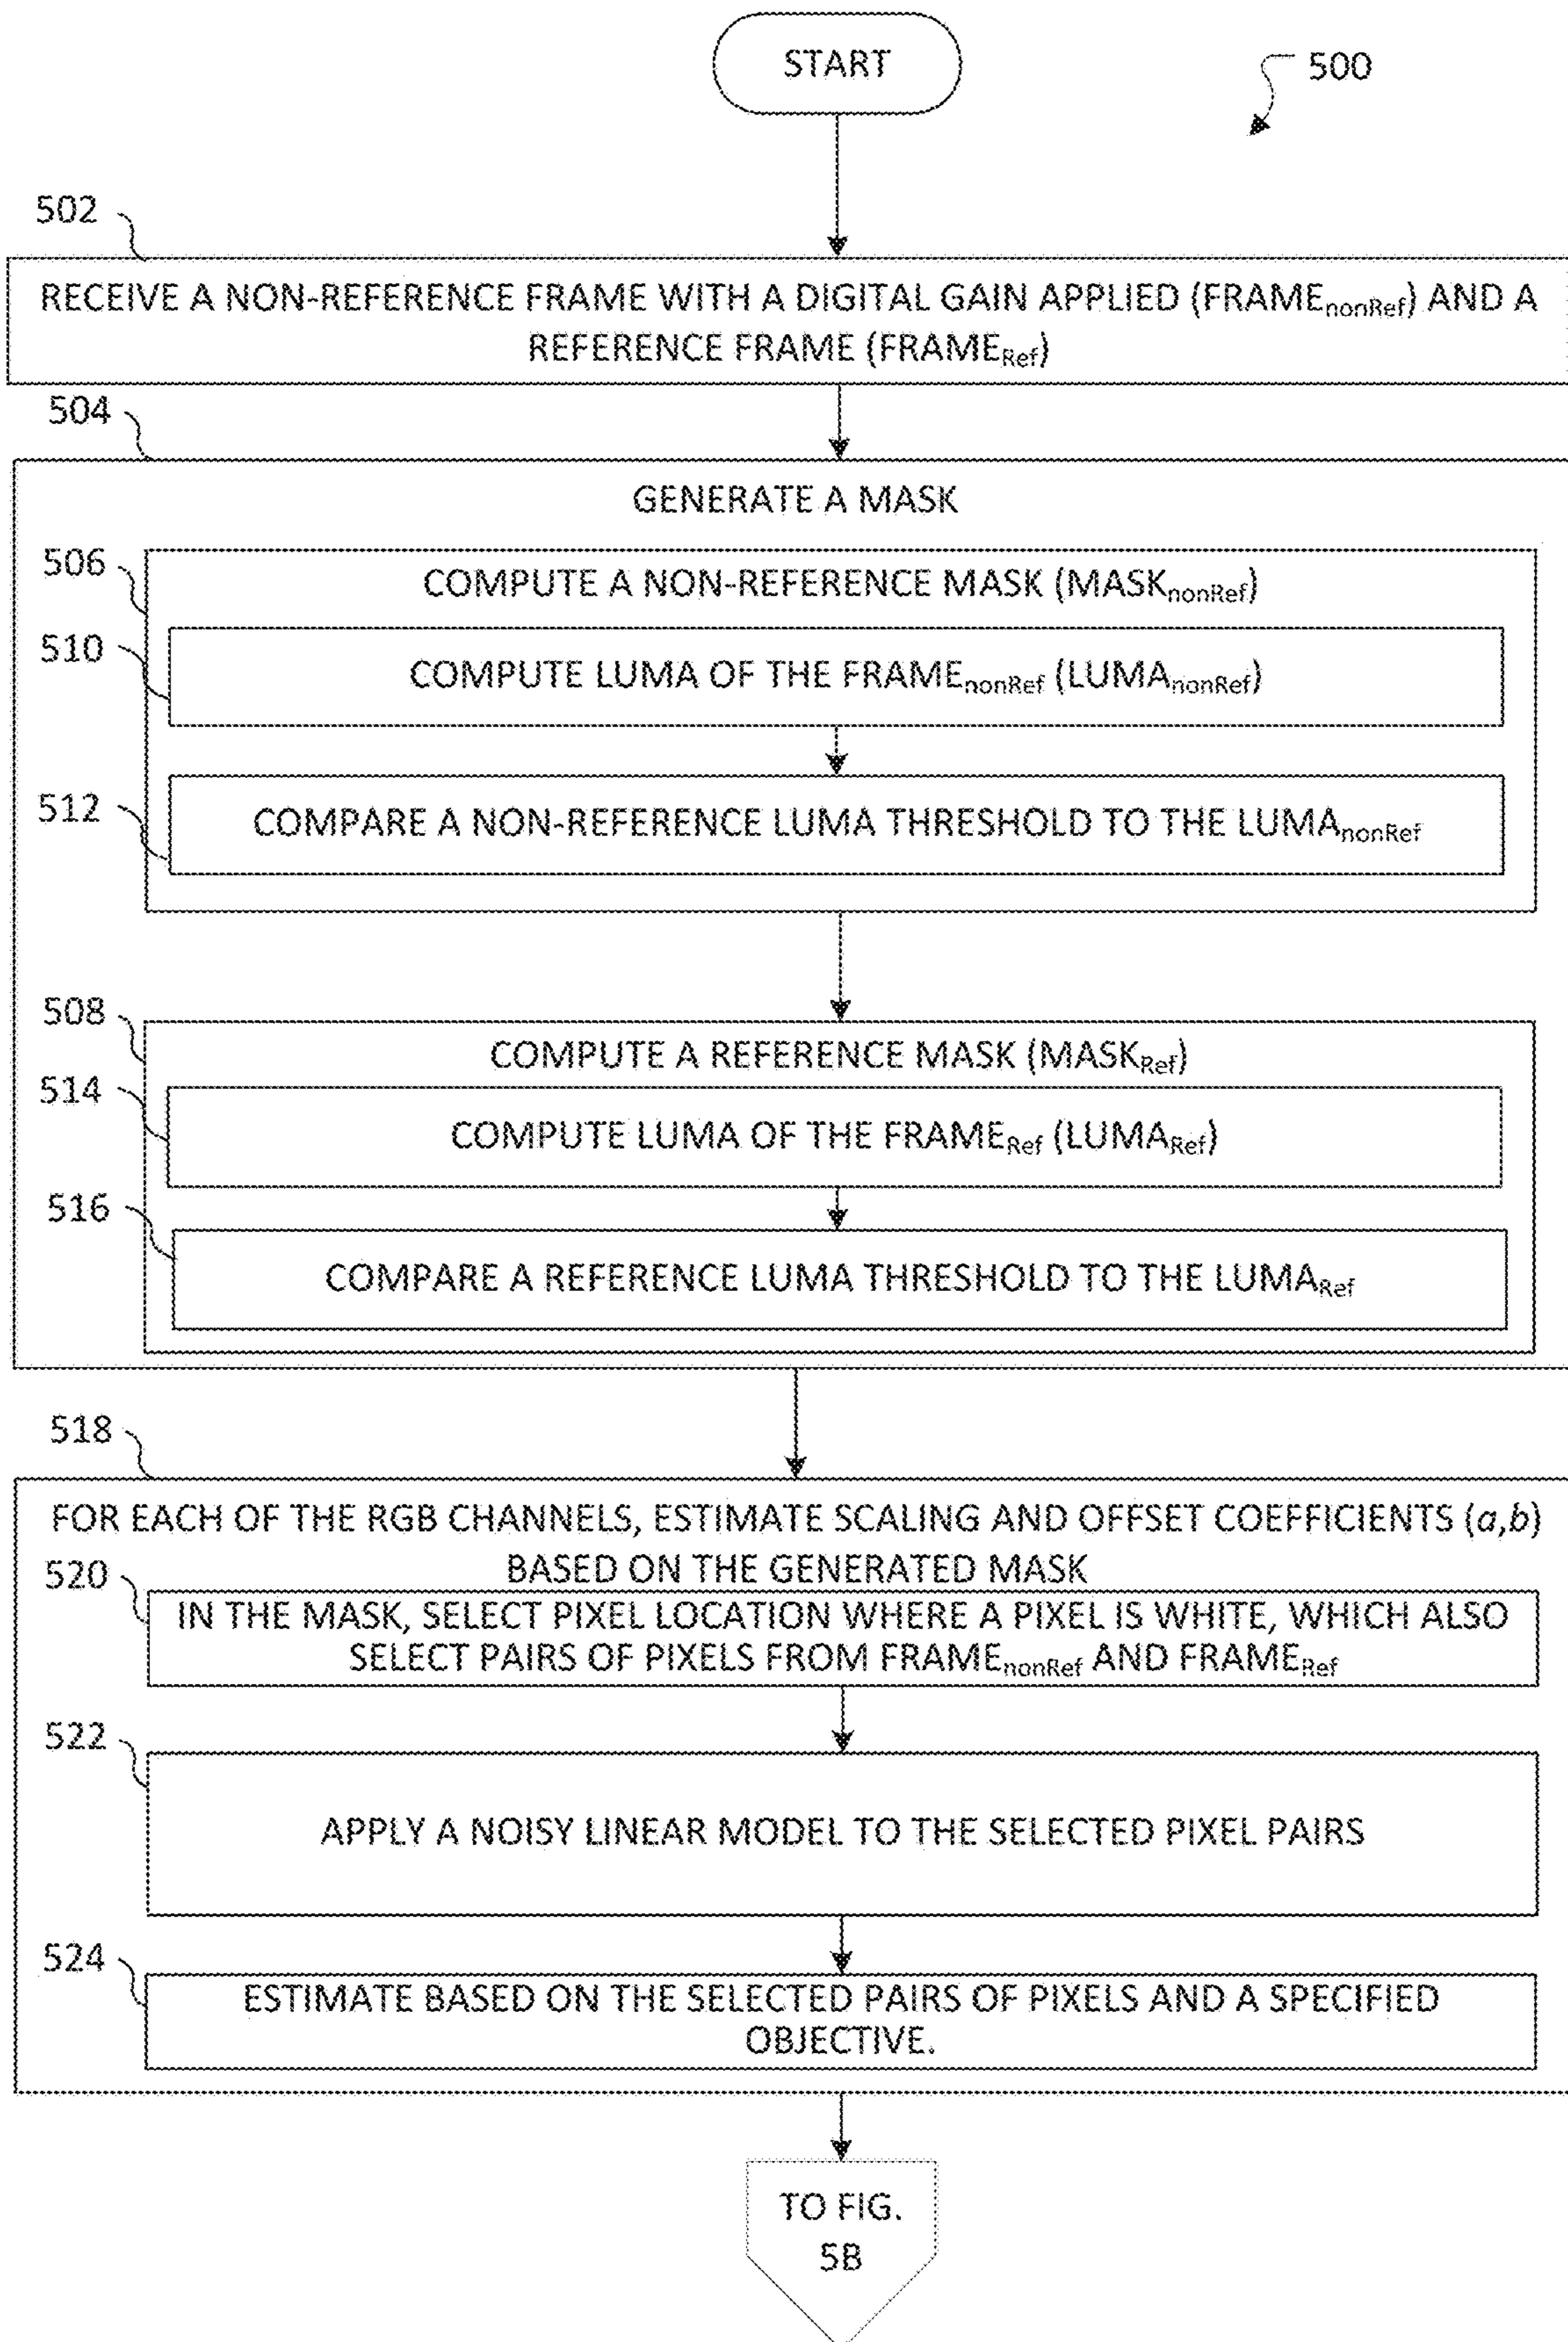 START
500
502
RECEIVE A NON-REFERENCE FRAME WITH A DIGITAL GAIN APPLIED (FRAMEnonRef) AND A
REFERENCE FRAME (FRAMERef)
504
GENERATE A MASK
506
COMPUTE A NON-REFERENCE MASK (MASKnonRef)
510
COMPUTE LUMA OF THE FRAMEnonRef (LUMAnonRef)
512
COMPARE A NON-REFERENCE LUMA THRESHOLD TO THE LUMAnonRef
508
COMPUTE A REFERENCE MASK (MASKRef)
514
COMPUTE LUMA OF THE FRAMERef (LUMARef)
516
COMPARE A REFERENCE LUMA THRESHOLD TO THE LUMARef
518
FOR EACH OF THE RGB CHANNELS, ESTIMATE SCALING AND OFFSET COEFFICIENTS (a,b)
BASED ON THE GENERATED MASK
520
IN THE MASK, SELECT PIXEL LOCATION WHERE A PIXEL IS WHITE, WHICH ALSO
SELECT PAIRS OF PIXELS FROM FRAMEnonRef AND FRAMERef
522
APPLY A NOISY LINEAR MODEL TO THE SELECTED PIXEL PAIRS
524
ESTIMATE BASED ON THE SELECTED PAIRS OF PIXELS AND A SPECIFIED
OBJECTIVE.
TO FIG.
5B